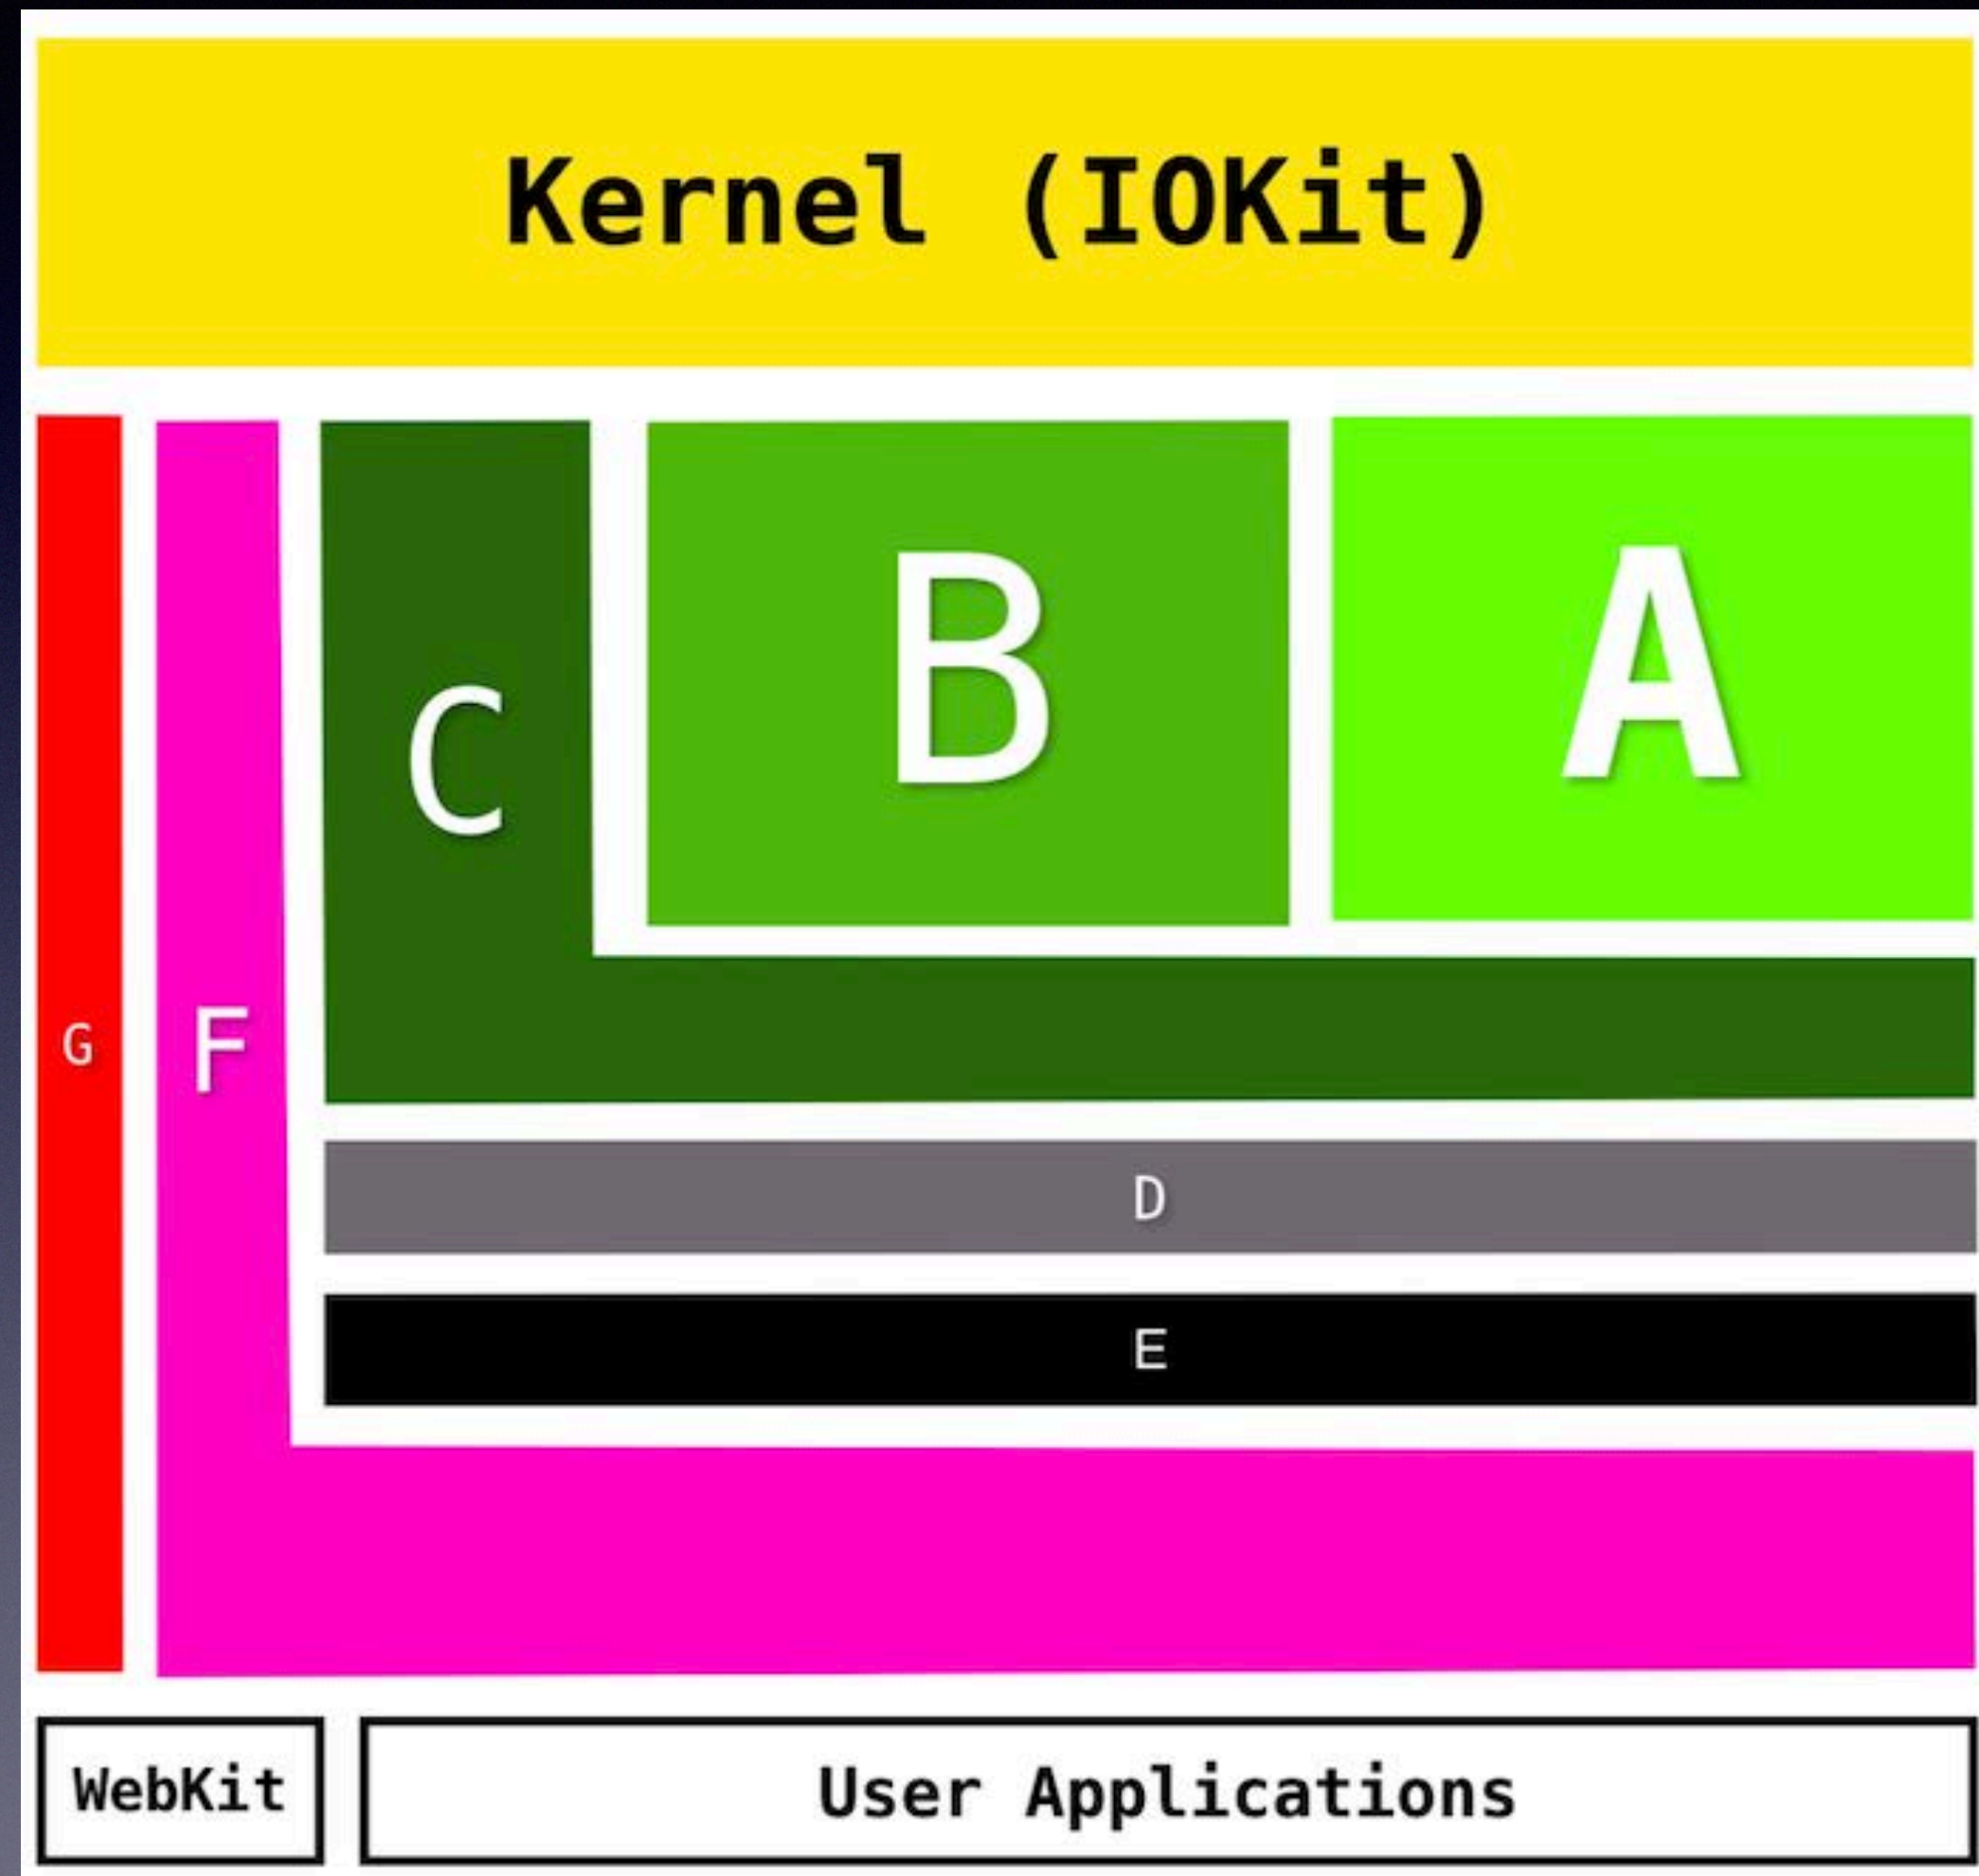 Kernel (IOKit)
C
B
A
G
F
D
E
WebKit
User Applications